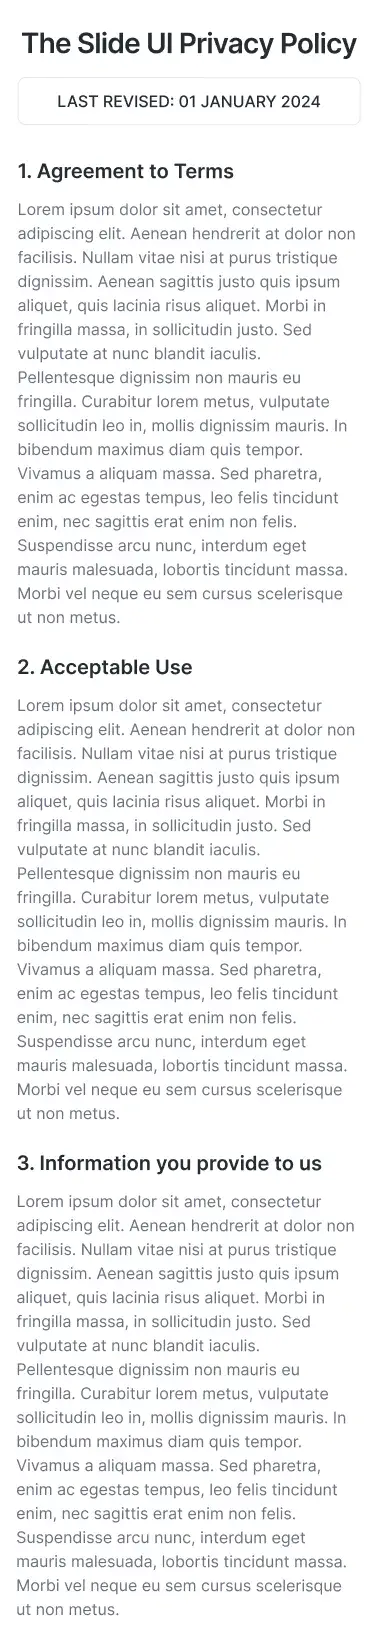 The Slide UI Privacy Policy
LAST REVISED: 01 JANUARY 2024
1. Agreement to Terms
Lorem ipsum dolor sit amet, consectetur
adipiscing elit. Aenean hendrerit at dolor non
facilisis. Nullam vitae nisi at purus tristique
dignissim. Aenean sagittis justo quis ipsum
aliquet, quis lacinia risus aliquet. Morbi in
fringilla massa, in sollicitudin justo. Sed
vulputate at nunc blandit iaculis.
Pellentesque dignissim non mauris eu
fringilla. Curabitur lorem metus, vulputate
sollicitudin leo in, mollis dignissim mauris. In
bibendum maximus diam quis tempor.
Vivamus a aliquam massa. Sed pharetra,
enim ac egestas tempus, leo felis tincidunt
enim, nec sagittis erat enim non felis.
Suspendisse arcu nunc, interdum eget
mauris malesuada, lobortis tincidunt massa.
Morbi vel neque eu sem cursus scelerisque
ut non metus.
2. Acceptable Use
Lorem ipsum dolor sit amet, consectetur
adipiscing elit. Aenean hendrerit at dolor non
facilisis. Nullam vitae nisi at purus tristique
dignissim. Aenean sagittis justo quis ipsum
aliquet, quis lacinia risus aliquet. Morbi in
fringilla massa, in sollicitudin justo. Sed
vulputate at nunc blandit iaculis.
Pellentesque dignissim non mauris eu
fringilla. Curabitur lorem metus, vulputate
sollicitudin leo in, mollis dignissim mauris. In
bibendum maximus diam quis tempor.
Vivamus a aliquam massa. Sed pharetra,
enim ac egestas tempus, leo felis tincidunt
enim, nec sagittis erat enim non felis.
Suspendisse arcu nunc, interdum eget
mauris malesuada, lobortis tincidunt massa.
Morbi vel neque eu sem cursus scelerisque
ut non metus.
3. Information you provide to us
Lorem ipsum dolor sit amet, consectetur
adipiscing elit. Aenean hendrerit at dolor non
facilisis. Nullam vitae nisi at purus tristique
dignissim. Aenean sagittis justo quis ipsum
aliquet, quis lacinia risus aliquet. Morbi in
fringilla massa, in sollicitudin justo. Sed
vulputate at nunc blandit iaculis.
Pellentesque dignissim non mauris eu
fringilla. Curabitur lorem metus, vulputate
sollicitudin leo in, mollis dignissim mauris. In
bibendum maximus diam quis tempor.
Vivamus a aliquam massa. Sed pharetra,
enim ac egestas tempus, leo felis tincidunt
enim, nec sagittis erat enim non felis.
Suspendisse arcu nunc, interdum eget
mauris malesuada, lobortis tincidunt massa.
Morbi vel neque eu sem cursus scelerisque
ut non metus.